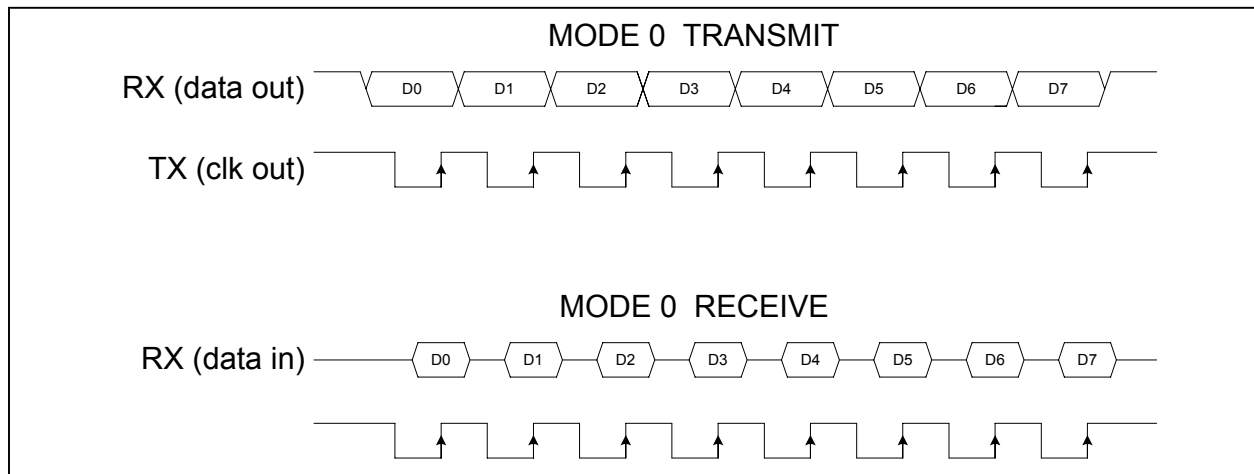 MODE 0 TRANSMIT
RX (data out)
D0 D1 D2 D3 D4 D5 D6 D7
TX (clk out)
MODE 0 RECEIVE
RX (data in)
D0 D1 D2 D3 D4 D5 D6 D7